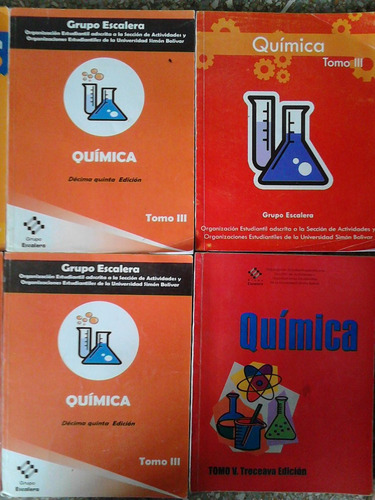 Grupo Escalera
Organización Estudiantil adscrita a la Sección de Actividades y
Organizaciones Estudiantiles de la Universidad Simón Bolívar
QUÍMICA
Décima quinta Edición
Tomo III
Grupo
Escalera
Química
Tomo III
Grupo Escalera
Organización Estudiantil adscrita a la Sección de Actividades y
Organizaciones Estudiantiles de la Universidad Simón Bolívar
Grupo Escalera
Organización Estudiantil adscrita a la Sección de Actividades y
Organizaciones Estudiantiles de la Universidad Simón Bolívar
QUÍMICA
Décima quinta Edición
Tomo III
Grupo
Escalera
Química
TOMO V. Treceava Edición